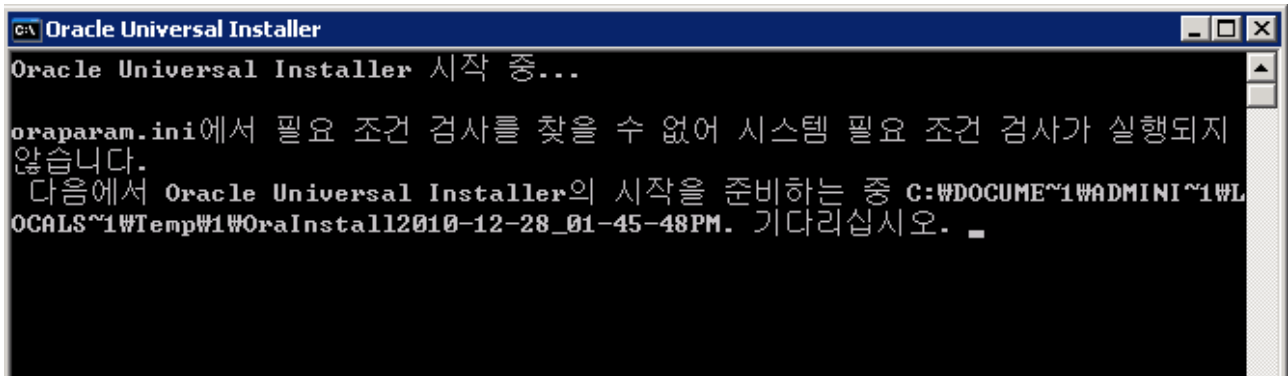 Oracle Universal Installer
Oracle Universal Installer 시작 중...
oraparam.ini에서 필요 조건 검사를 찾을 수 없어 시스템 필요 조건 검사가 실행되지
않습니다.
다음에서 Oracle Universal Installer의 시작을 준비하는 중 C:₩DOCUME~1₩ADMINI~1₩L
OCALS~1₩Temp₩1₩OraInstall2010-12-28_01-45-48PM. 기다리십시오. _